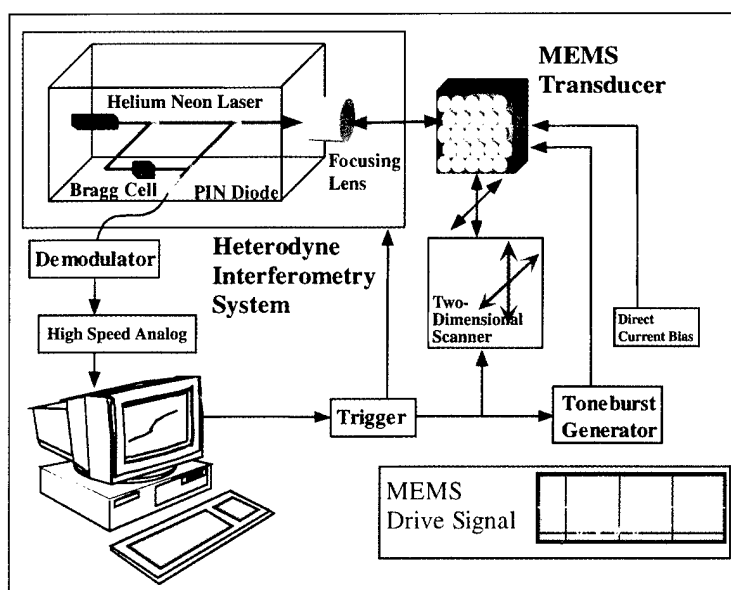 MEMS
Transducer
Helium Neon Laser
Focusing
Lens
Bragg Cell
PIN Diode
Heterodyne
Interferometry
System
Demodulator
Two-
Dimensional
Scanner
Direct
Current Bias
High Speed Analog
Trigger
Toneburst
Generator
MEMS
Drive Signal